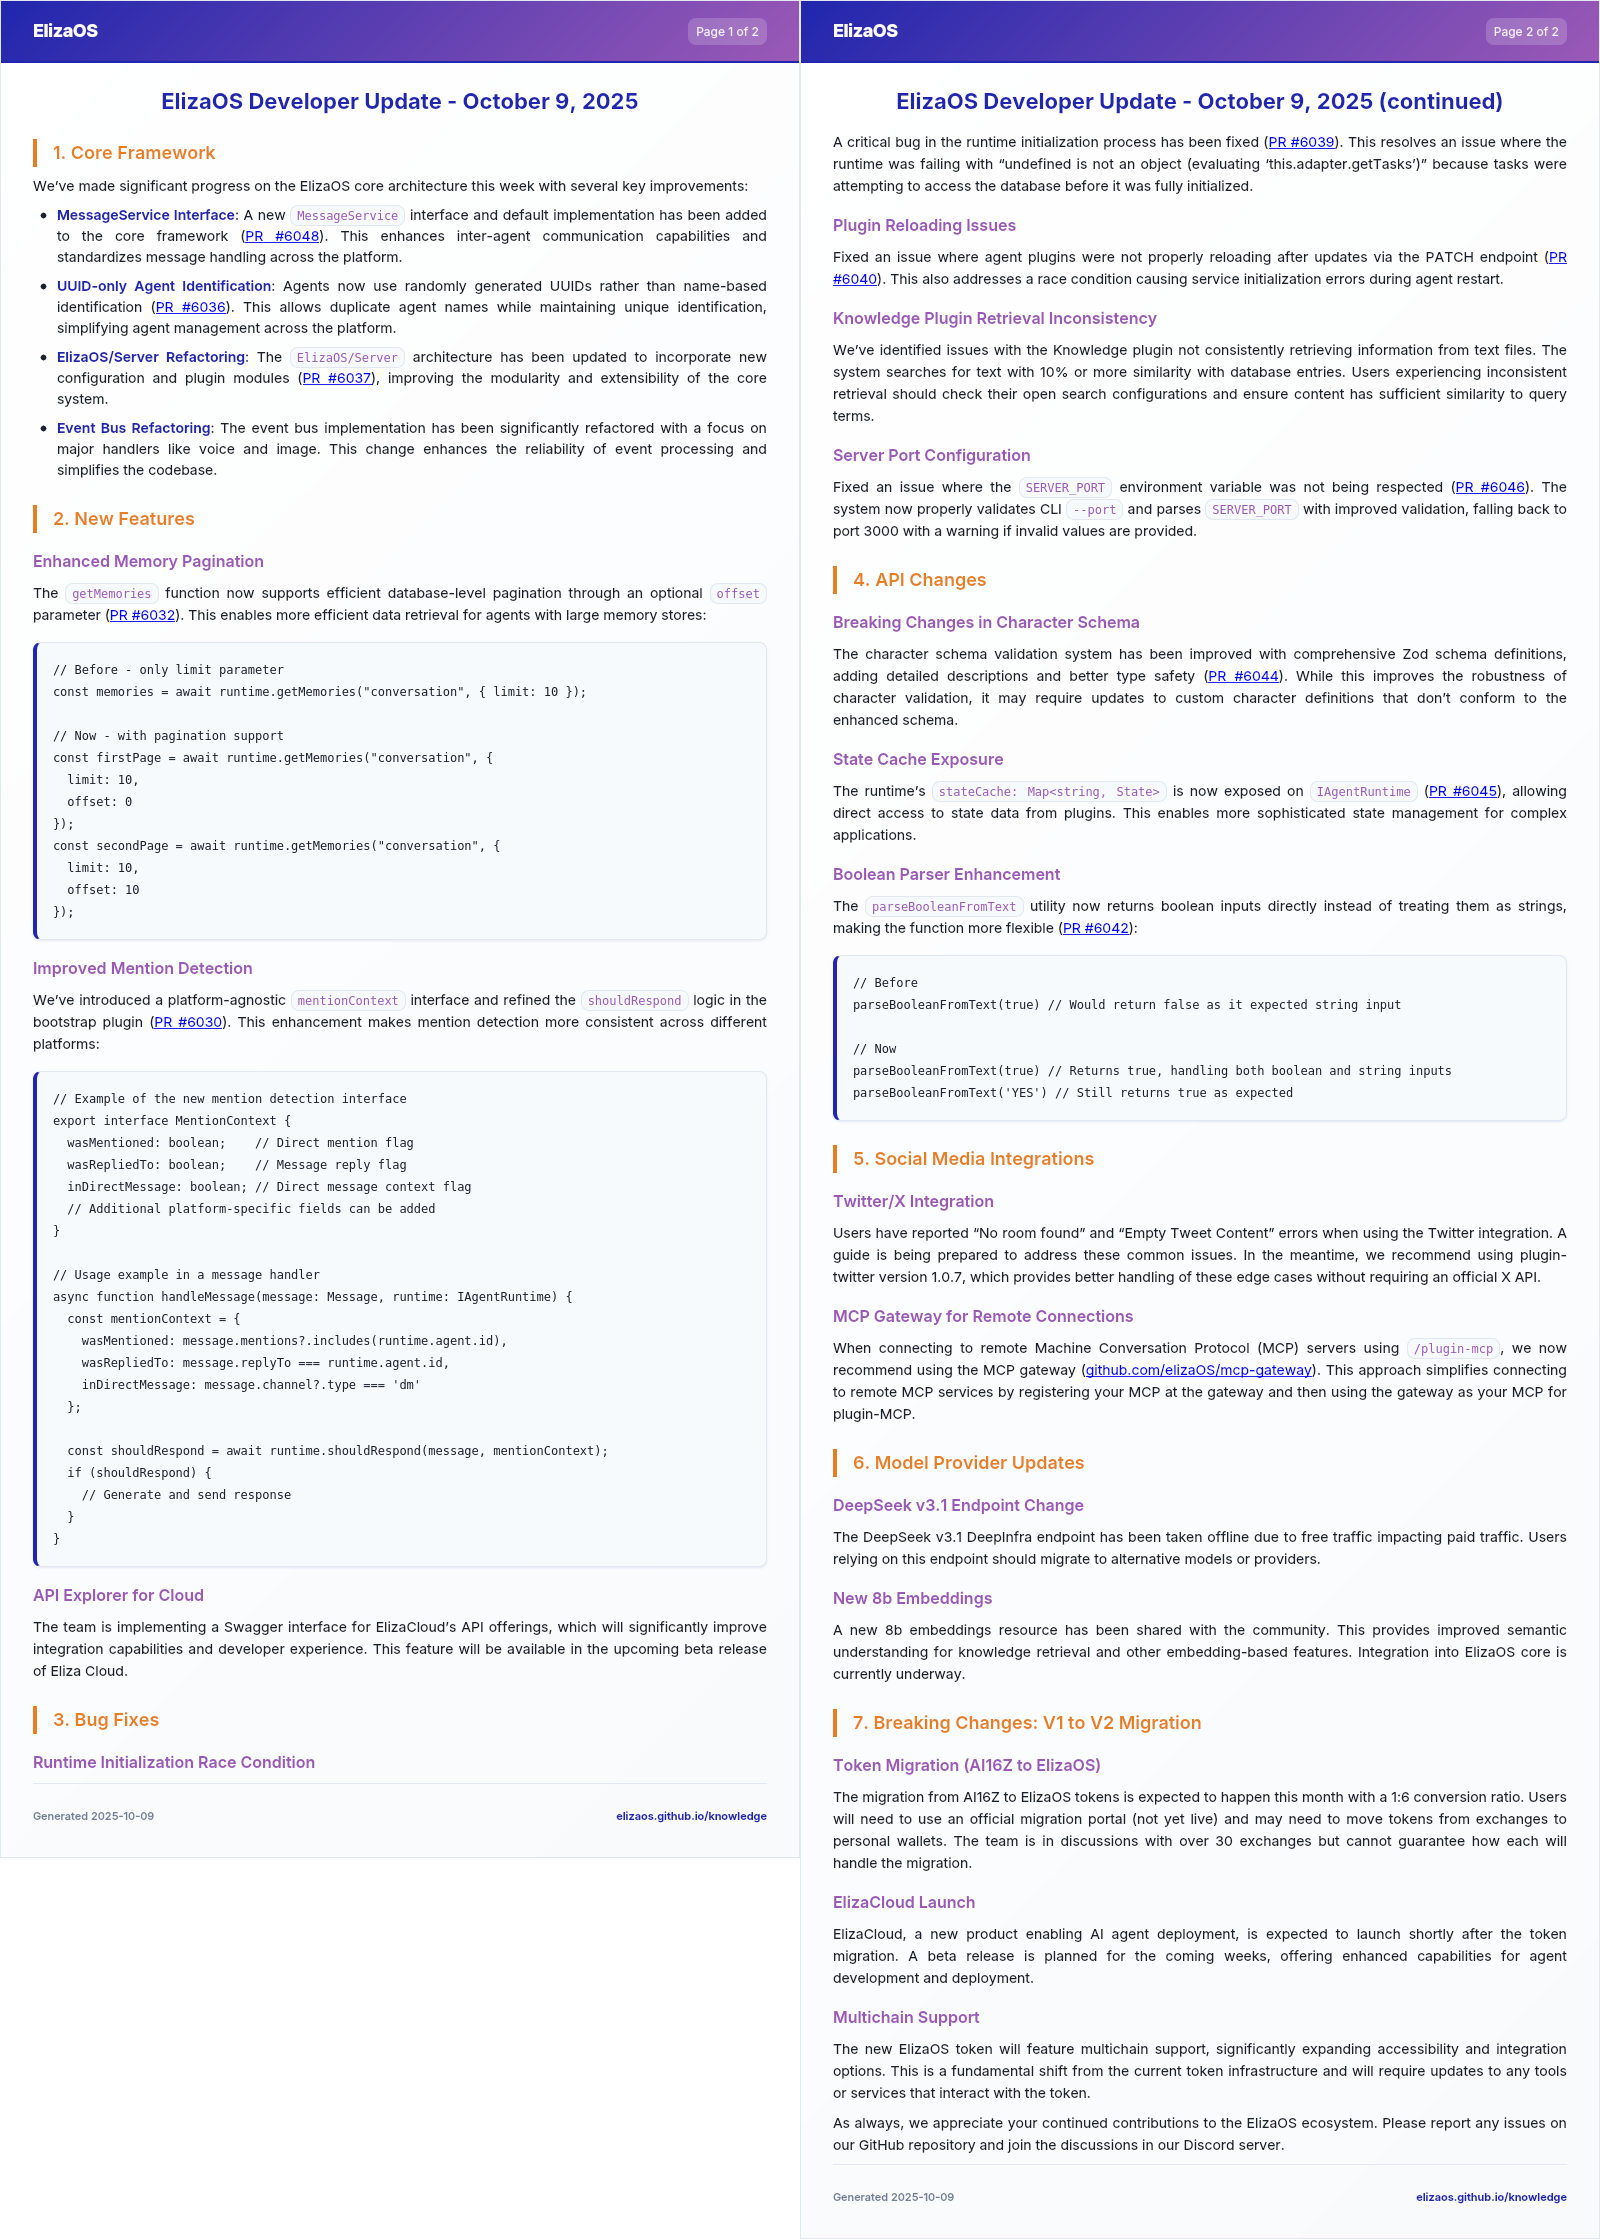 ElizaOS
Page 1 of 2
ElizaOS Developer Update - October 9, 2025
1. Core Framework
We’ve made significant progress on the ElizaOS core architecture this week with several key improvements:
• MessageService Interface: A new MessageService interface and default implementation has been added
to the core framework (PR #6048). This enhances inter-agent communication capabilities and
standardizes message handling across the platform.
• UUID-only Agent Identification: Agents now use randomly generated UUIDs rather than name-based
identification (PR #6036). This allows duplicate agent names while maintaining unique identification,
simplifying agent management across the platform.
• ElizaOS/Server Refactoring: The ElizaOS/Server architecture has been updated to incorporate new
configuration and plugin modules (PR #6037), improving the modularity and extensibility of the core
system.
• Event Bus Refactoring: The event bus implementation has been significantly refactored with a focus on
major handlers like voice and image. This change enhances the reliability of event processing and
simplifies the codebase.
2. New Features
Enhanced Memory Pagination
The getMemories function now supports efficient database-level pagination through an optional offset
parameter (PR #6032). This enables more efficient data retrieval for agents with large memory stores:
// Before - only limit parameter
const memories = await runtime.getMemories("conversation", { limit: 10 });
// Now - with pagination support
const firstPage = await runtime.getMemories("conversation", {
  limit: 10,
  offset: 0
});
const secondPage = await runtime.getMemories("conversation", {
  limit: 10,
  offset: 10
});
Improved Mention Detection
We’ve introduced a platform-agnostic mentionContext interface and refined the shouldRespond logic in the
bootstrap plugin (PR #6030). This enhancement makes mention detection more consistent across different
platforms:
// Example of the new mention detection interface
export interface MentionContext {
  wasMentioned: boolean;    // Direct mention flag
  wasRepliedTo: boolean;    // Message reply flag
  inDirectMessage: boolean; // Direct message context flag
  // Additional platform-specific fields can be added
}
// Usage example in a message handler
async function handleMessage(message: Message, runtime: IAgentRuntime) {
  const mentionContext = {
    wasMentioned: message.mentions?.includes(runtime.agent.id),
    wasRepliedTo: message.replyTo === runtime.agent.id,
    inDirectMessage: message.channel?.type === 'dm'
  };
  const shouldRespond = await runtime.shouldRespond(message, mentionContext);
  if (shouldRespond) {
    // Generate and send response
  }
}
API Explorer for Cloud
The team is implementing a Swagger interface for ElizaCloud’s API offerings, which will significantly improve
integration capabilities and developer experience. This feature will be available in the upcoming beta release
of Eliza Cloud.
3. Bug Fixes
Runtime Initialization Race Condition
Generated 2025-10-09
elizaos.github.io/knowledge
ElizaOS
Page 2 of 2
ElizaOS Developer Update - October 9, 2025 (continued)
A critical bug in the runtime initialization process has been fixed (PR #6039). This resolves an issue where the
runtime was failing with “undefined is not an object (evaluating ‘this.adapter.getTasks’)” because tasks were
attempting to access the database before it was fully initialized.
Plugin Reloading Issues
Fixed an issue where agent plugins were not properly reloading after updates via the PATCH endpoint (PR
#6040). This also addresses a race condition causing service initialization errors during agent restart.
Knowledge Plugin Retrieval Inconsistency
We’ve identified issues with the Knowledge plugin not consistently retrieving information from text files. The
system searches for text with 10% or more similarity with database entries. Users experiencing inconsistent
retrieval should check their open search configurations and ensure content has sufficient similarity to query
terms.
Server Port Configuration
Fixed an issue where the SERVER_PORT environment variable was not being respected (PR #6046). The
system now properly validates CLI --port and parses SERVER_PORT with improved validation, falling back to
port 3000 with a warning if invalid values are provided.
4. API Changes
Breaking Changes in Character Schema
The character schema validation system has been improved with comprehensive Zod schema definitions,
adding detailed descriptions and better type safety (PR #6044). While this improves the robustness of
character validation, it may require updates to custom character definitions that don’t conform to the
enhanced schema.
State Cache Exposure
The runtime’s stateCache: Map<string, State> is now exposed on IAgentRuntime (PR #6045), allowing
direct access to state data from plugins. This enables more sophisticated state management for complex
applications.
Boolean Parser Enhancement
The parseBooleanFromText utility now returns boolean inputs directly instead of treating them as strings,
making the function more flexible (PR #6042):
// Before
parseBooleanFromText(true) // Would return false as it expected string input
// Now
parseBooleanFromText(true) // Returns true, handling both boolean and string inputs
parseBooleanFromText('YES') // Still returns true as expected
5. Social Media Integrations
Twitter/X Integration
Users have reported “No room found” and “Empty Tweet Content” errors when using the Twitter integration. A
guide is being prepared to address these common issues. In the meantime, we recommend using plugin-
twitter version 1.0.7, which provides better handling of these edge cases without requiring an official X API.
MCP Gateway for Remote Connections
When connecting to remote Machine Conversation Protocol (MCP) servers using /plugin-mcp, we now
recommend using the MCP gateway (github.com/elizaOS/mcp-gateway). This approach simplifies connecting
to remote MCP services by registering your MCP at the gateway and then using the gateway as your MCP for
plugin-MCP.
6. Model Provider Updates
DeepSeek v3.1 Endpoint Change
The DeepSeek v3.1 DeepInfra endpoint has been taken offline due to free traffic impacting paid traffic. Users
relying on this endpoint should migrate to alternative models or providers.
New 8b Embeddings
A new 8b embeddings resource has been shared with the community. This provides improved semantic
understanding for knowledge retrieval and other embedding-based features. Integration into ElizaOS core is
currently underway.
7. Breaking Changes: V1 to V2 Migration
Token Migration (AI16Z to ElizaOS)
The migration from AI16Z to ElizaOS tokens is expected to happen this month with a 1:6 conversion ratio. Users
will need to use an official migration portal (not yet live) and may need to move tokens from exchanges to
personal wallets. The team is in discussions with over 30 exchanges but cannot guarantee how each will
handle the migration.
ElizaCloud Launch
ElizaCloud, a new product enabling AI agent deployment, is expected to launch shortly after the token
migration. A beta release is planned for the coming weeks, offering enhanced capabilities for agent
development and deployment.
Multichain Support
The new ElizaOS token will feature multichain support, significantly expanding accessibility and integration
options. This is a fundamental shift from the current token infrastructure and will require updates to any tools
or services that interact with the token.
As always, we appreciate your continued contributions to the ElizaOS ecosystem. Please report any issues on
our GitHub repository and join the discussions in our Discord server.
Generated 2025-10-09
elizaos.github.io/knowledge